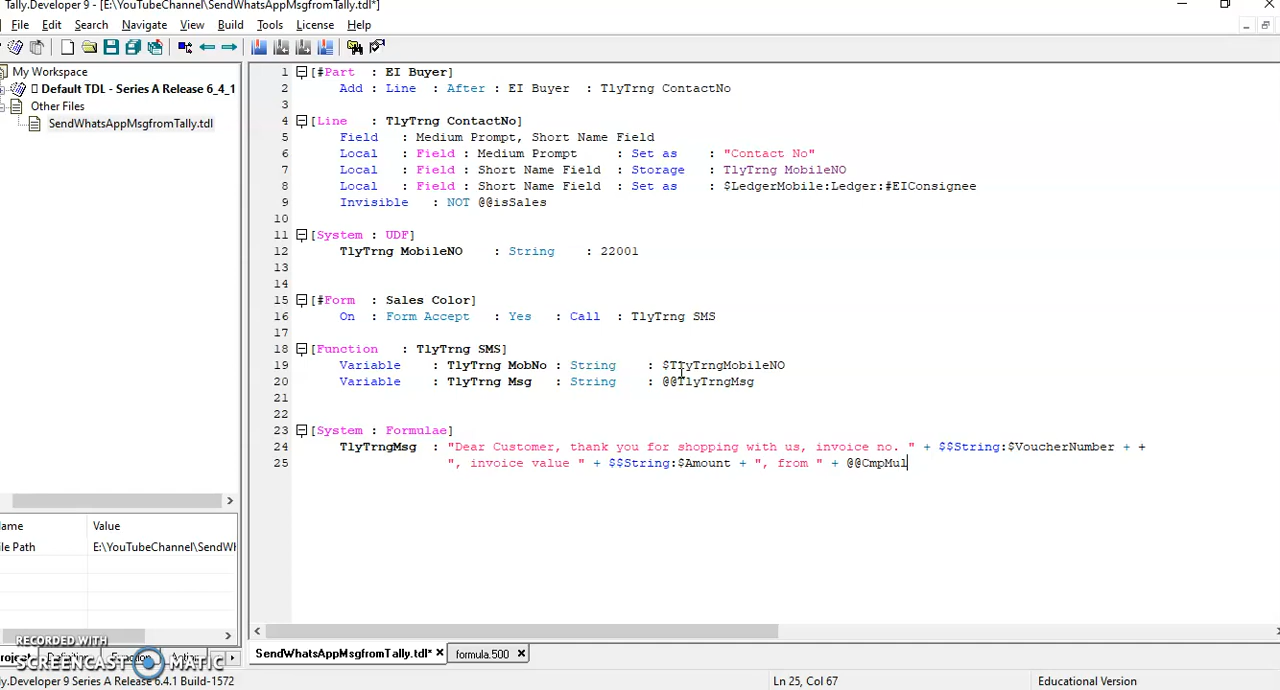 Tally.Developer 9 - [E:\YouTubeChannel\SendWhatsAppMsgfromTally.tdl*]
File Edit Search Navigate View Build Tools License Help
My Workspace
Default TDL - Series A Release 6_4_1
Other Files
SendWhatsAppMsgfromTally.tdl
1 [#Part : EI Buyer]
2 Add : Line : After : EI Buyer : TlyTrng ContactNo
3
4 [Line : TlyTrng ContactNo]
5 Field : Medium Prompt, Short Name Field
6 Local : Field : Medium Prompt : Set as : "Contact No"
7 Local : Field : Short Name Field : Storage : TlyTrng MobileNO
8 Local : Field : Short Name Field : Set as : $LedgerMobile:Ledger:#EIConsignee
9 Invisible : NOT @@isSales
10
11 [System : UDF]
12 TlyTrng MobileNO : String : 22001
13
14
15 [#Form : Sales Color]
16 On : Form Accept : Yes : Call : TlyTrng SMS
17
18 [Function : TlyTrng SMS]
19 Variable : TlyTrng MobNo : String : $TlyTrngMobileNO
20 Variable : TlyTrng Msg : String : @@TlyTrngMsg
21
22
23 [System : Formulae]
24 TlyTrngMsg : "Dear Customer, thank you for shopping with us, invoice no. " + $$String:$VoucherNumber + +
25 ", invoice value " + $$String:$Amount + ", from " + @@CmpMul
ame Value
le Path E:\YouTubeChannel\SendWh
RECORDED WITH
SCREENCAST MATIC
SendWhatsAppMsgfromTally.tdl* formula.500
ly.Developer 9 Series A Release 6.4.1 Build-1572 Ln 25, Col 67 Educational Version